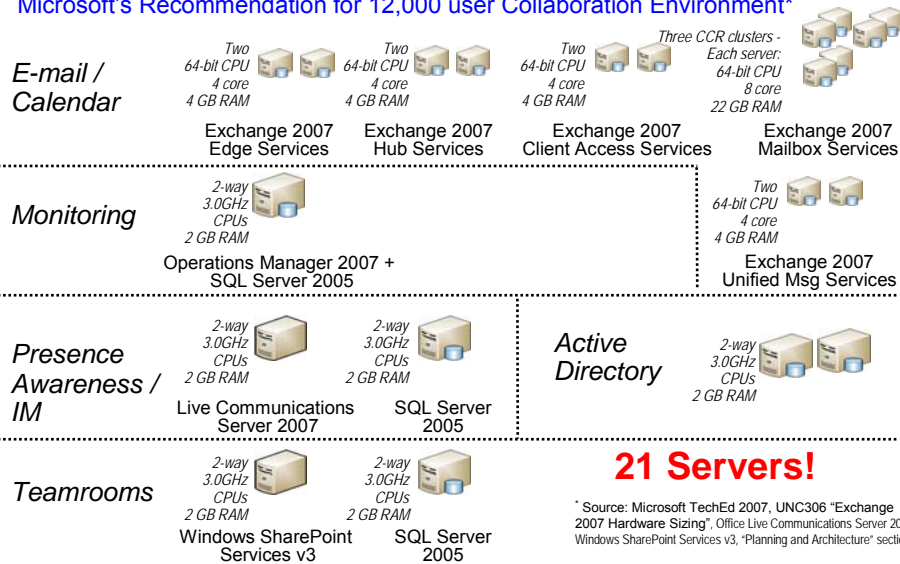 Microsoft's Recommendation for 12,000 user Collaboration Environment*
E-mail /
Calendar
Two
64-bit CPU
4 core
4 GB RAM
Exchange 2007
Edge Services
Two
64-bit CPU
4 core
4 GB RAM
Exchange 2007
Hub Services
Two
64-bit CPU
4 core
4 GB RAM
Exchange 2007
Client Access Services
Three CCR clusters -
Each server:
64-bit CPU
8 core
22 GB RAM
Exchange 2007
Mailbox Services
Monitoring
2-way
3.0GHz
CPUs
2 GB RAM
Operations Manager 2007 +
SQL Server 2005
Two
64-bit CPU
4 core
4 GB RAM
Exchange 2007
Unified Msg Services
Presence
Awareness /
IM
2-way
3.0GHz
CPUs
2 GB RAM
Live Communications
Server 2007
2-way
3.0GHz
CPUs
2 GB RAM
SQL Server
2005
Active
Directory
2-way
3.0GHz
CPUs
2 GB RAM
Teamrooms
2-way
3.0GHz
CPUs
2 GB RAM
Windows SharePoint
Services v3
2-way
3.0GHz
CPUs
2 GB RAM
SQL Server
2005
21 Servers!
* Source: Microsoft TechEd 2007, UNC306 “Exchange
2007 Hardware Sizing”, Office Live Communications Server
Windows SharePoint Services v3, “Planning and Architecture”